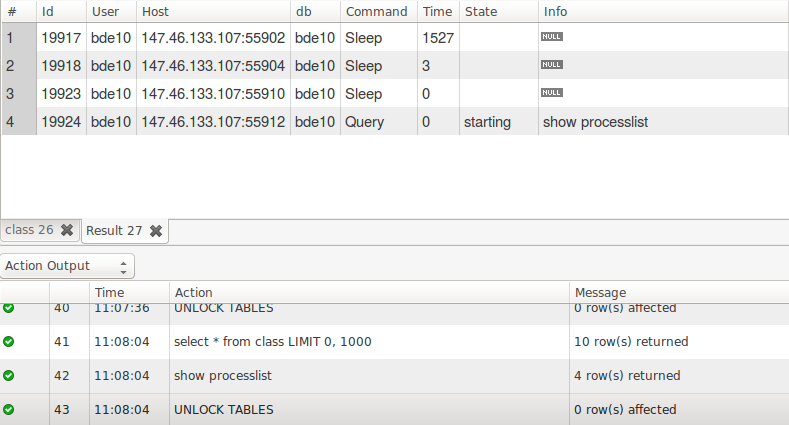 # Id User Host db Command Time State Info
1 19917 bde10 147.46.133.107:55902 bde10 Sleep 1527 NULL
2 19918 bde10 147.46.133.107:55904 bde10 Sleep 3 NULL
3 19923 bde10 147.46.133.107:55910 bde10 Sleep 0 NULL
4 19924 bde10 147.46.133.107:55912 bde10 Query 0 starting show processlist
class 26 Result 27
Action Output
Time Action Message
40 11:07:36 UNLOCK TABLES 0 row(s) affected
41 11:08:04 select * from class LIMIT 0, 1000 10 row(s) returned
42 11:08:04 show processlist 4 row(s) returned
43 11:08:04 UNLOCK TABLES 0 row(s) affected